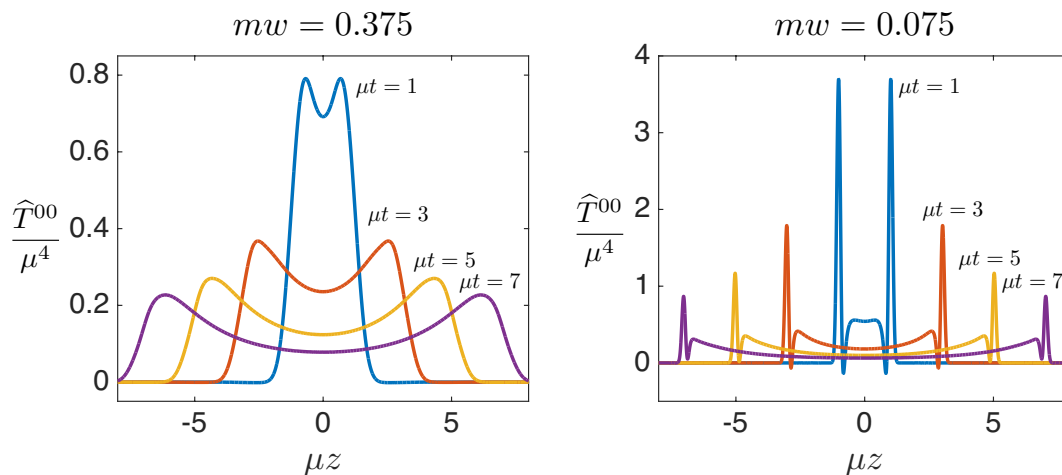 mw = 0.375
T̂⁰⁰
μ⁴
0.8
0.6
0.4
0.2
0
-5
0
5
μz
μt = 1
μt = 3
μt = 5
μt = 7
mw = 0.075
T̂⁰⁰
μ⁴
4
3
2
1
0
-5
0
5
μz
μt = 1
μt = 3
μt = 5
μt = 7